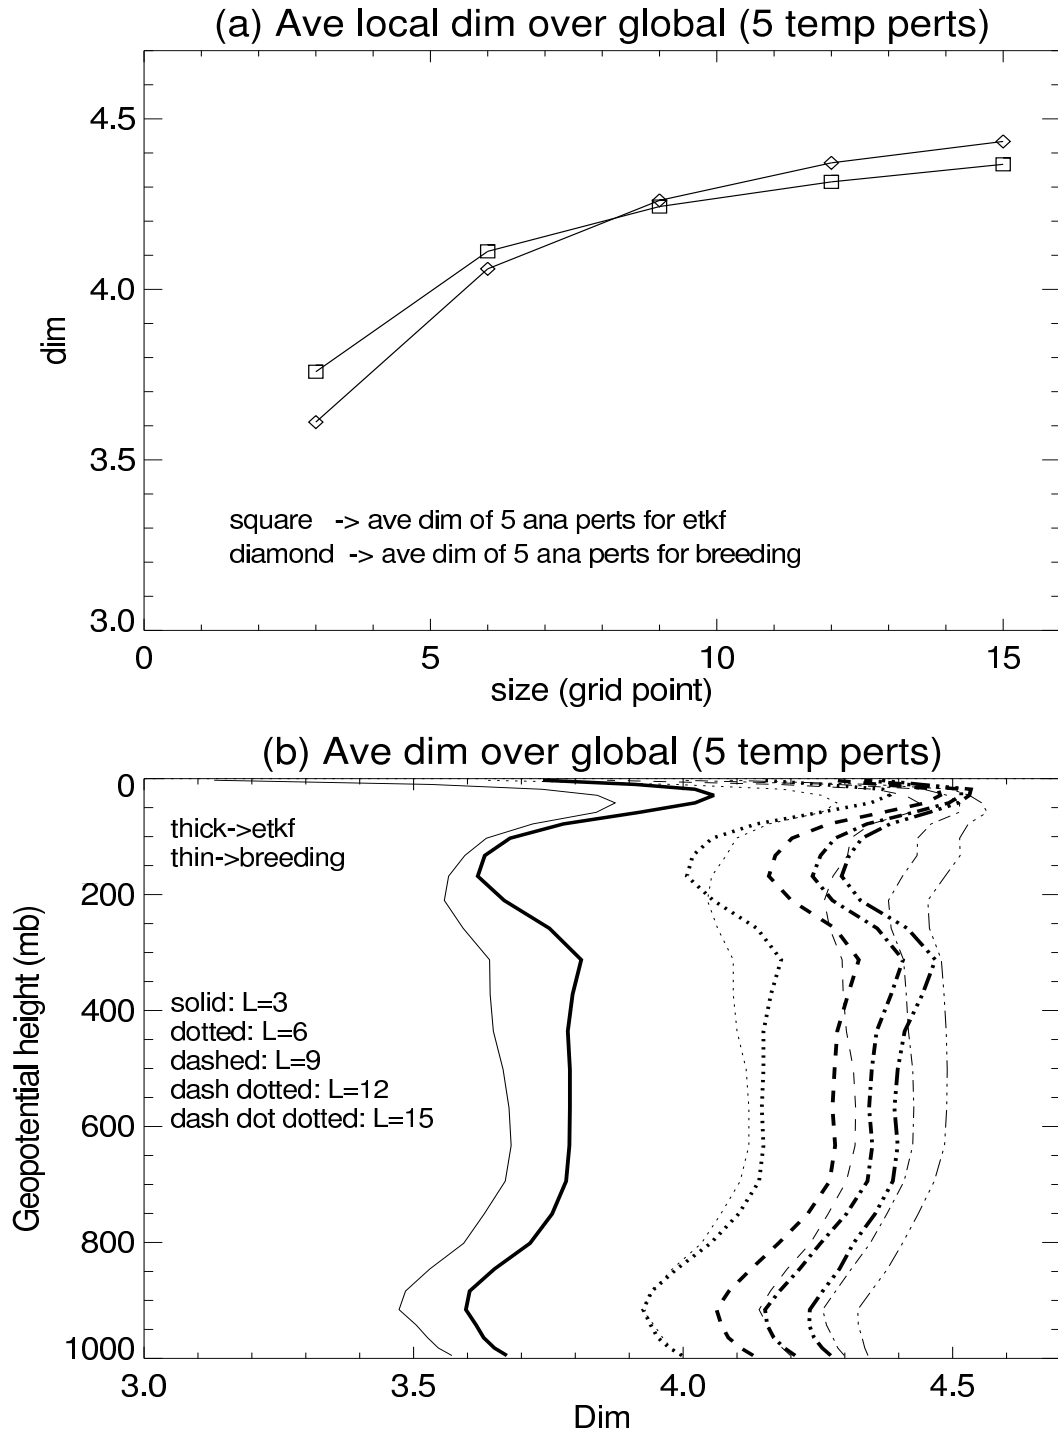 (a) Ave local dim over global (5 temp perts)
4.5
4.0
3.5
3.0
dim
square -> ave dim of 5 ana perts for etkf
diamond -> ave dim of 5 ana perts for breeding
0 5 10 15
size (grid point)
(b) Ave dim over global (5 temp perts)
0
200
400
600
800
1000
Geopotential height (mb)
thick->etkf
thin->breeding
solid: L=3
dotted: L=6
dashed: L=9
dash dotted: L=12
dash dot dotted: L=15
3.0 3.5 4.0 4.5
Dim